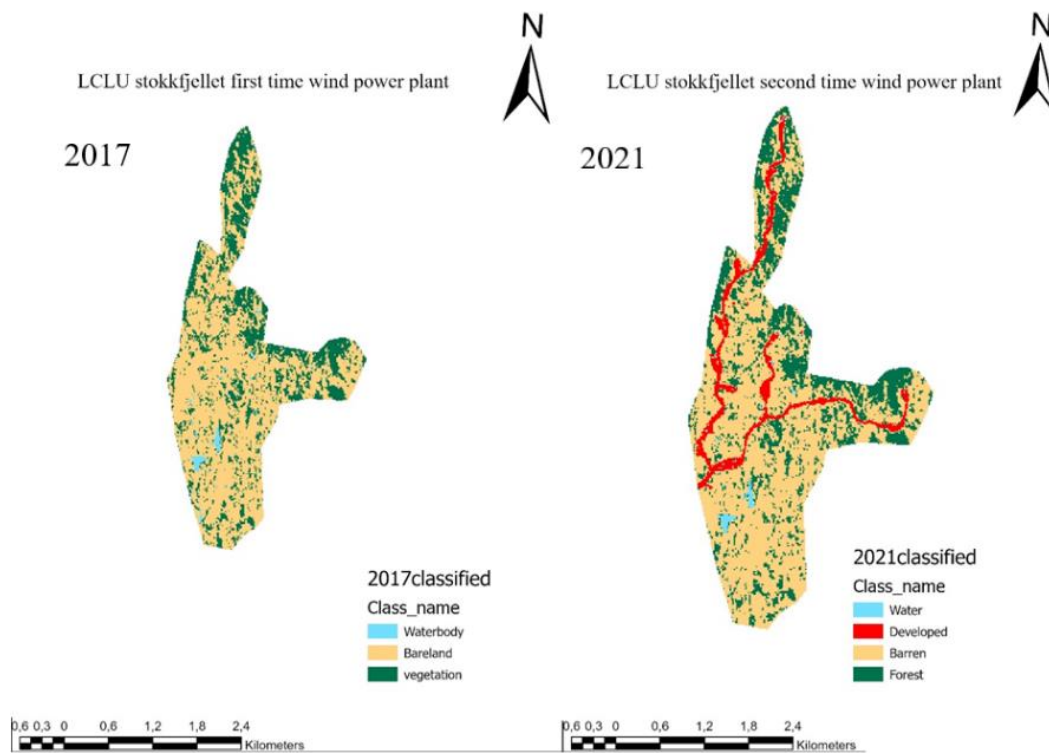 N
LCLU stokkfjellet first time wind power plant
2017
2017classified
Class_name
Waterbody
Bareland
vegetation
0,6 0,3 0 0,6 1,2 1,8 2,4
Kilometers
N
LCLU stokkfjellet second time wind power plant
2021
2021classified
Class_name
Water
Developed
Barren
Forest
0,6 0,3 0 0,6 1,2 1,8 2,4
Kilometers